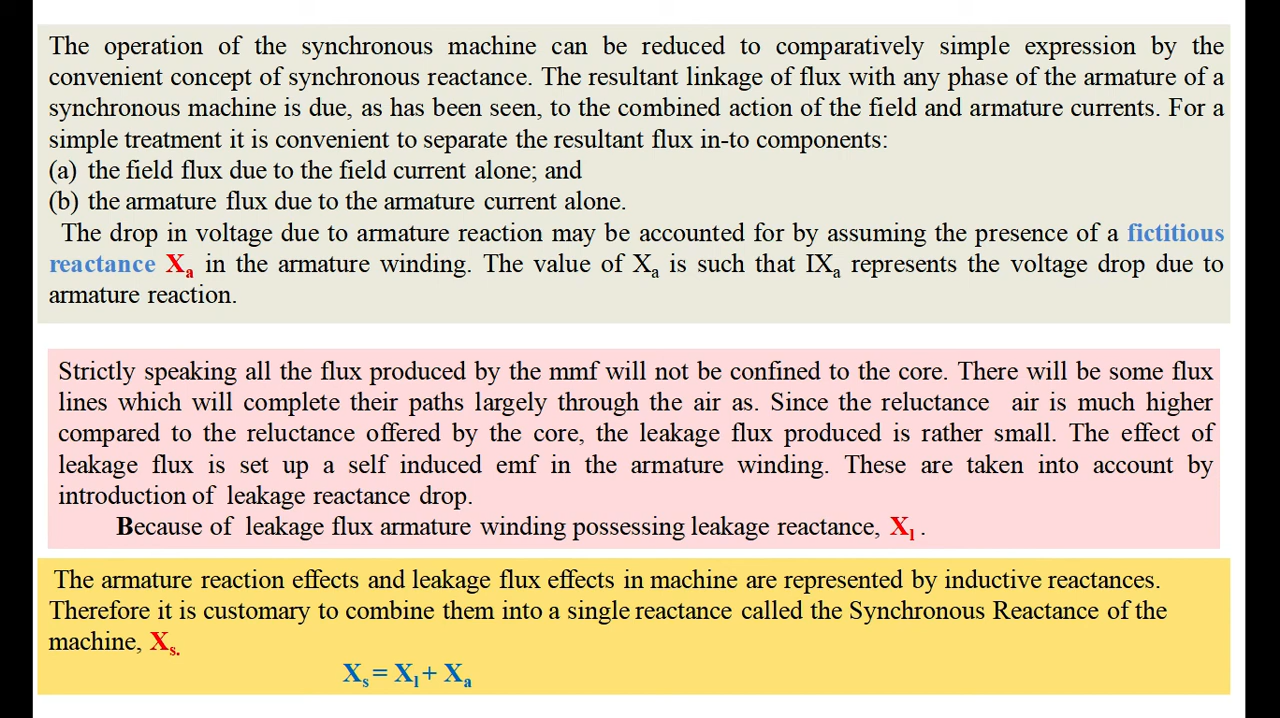 The operation of the synchronous machine can be reduced to comparatively simple expression by the
convenient concept of synchronous reactance. The resultant linkage of flux with any phase of the armature of a
synchronous machine is due, as has been seen, to the combined action of the field and armature currents. For a
simple treatment it is convenient to separate the resultant flux in-to components:
(a) the field flux due to the field current alone; and
(b) the armature flux due to the armature current alone.
The drop in voltage due to armature reaction may be accounted for by assuming the presence of a fictitious
reactance Xa in the armature winding. The value of Xa is such that IXa represents the voltage drop due to
armature reaction.
Strictly speaking all the flux produced by the mmf will not be confined to the core. There will be some flux
lines which will complete their paths largely through the air as. Since the reluctance air is much higher
compared to the reluctance offered by the core, the leakage flux produced is rather small. The effect of
leakage flux is set up a self induced emf in the armature winding. These are taken into account by
introduction of leakage reactance drop.
Because of leakage flux armature winding possessing leakage reactance, Xl .
The armature reaction effects and leakage flux effects in machine are represented by inductive reactances.
Therefore it is customary to combine them into a single reactance called the Synchronous Reactance of the
machine, Xs.
Xs = Xl + Xa